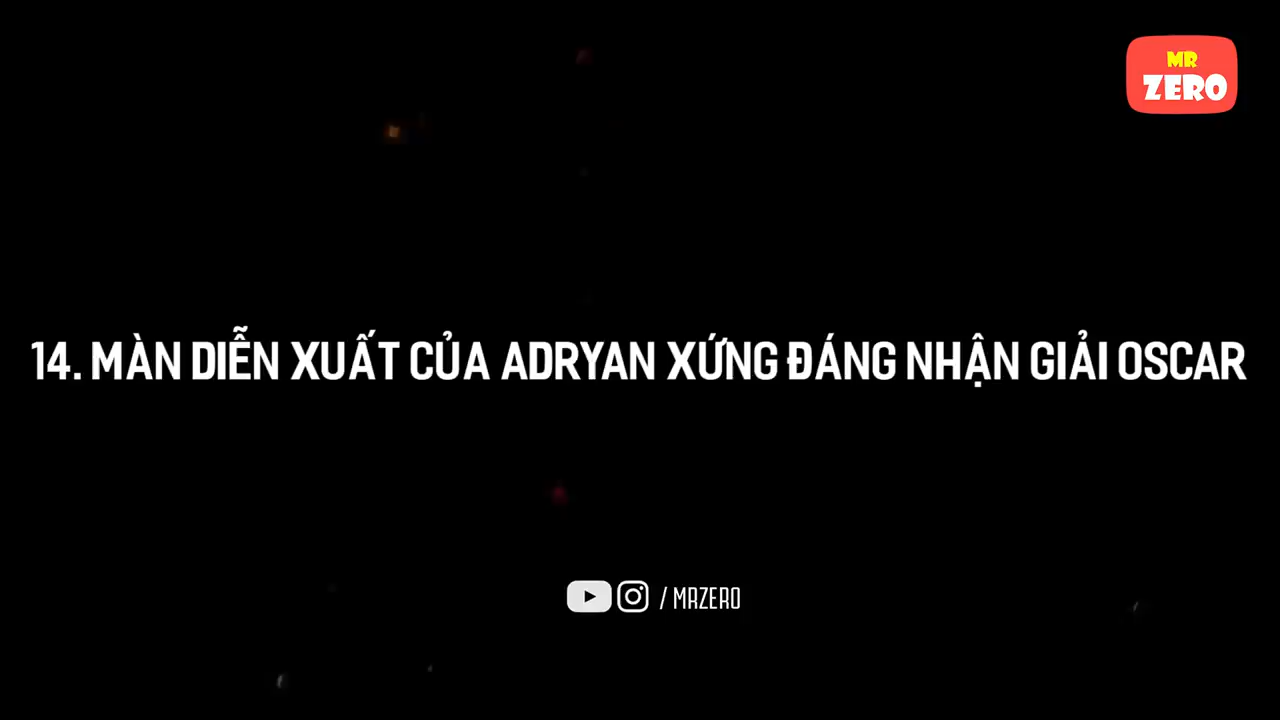 MR
ZERO
14. MÀN DIỄN XUẤT CỦA ADRYAN XỨNG ĐÁNG NHẬN GIẢI OSCAR
/ MRZERO